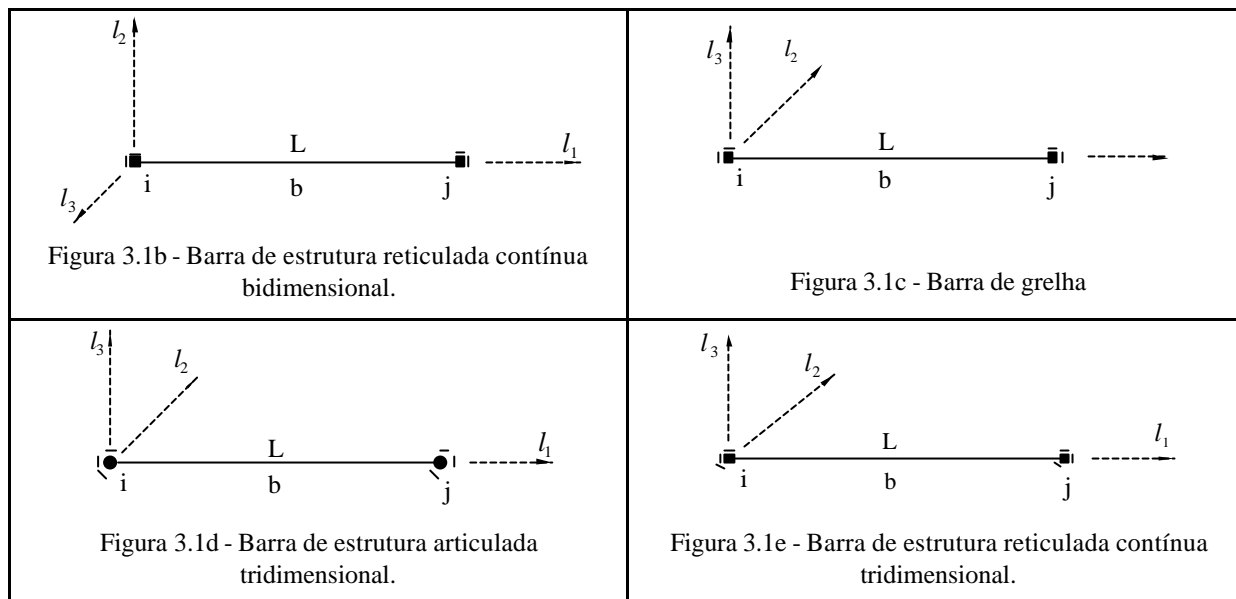 l2
L
l1
i
b
j
l3
Figura 3.1b - Barra de estrutura reticulada contínua
bidimensional.
l3
l2
L
i
b
j
Figura 3.1c - Barra de grelha
l3
l2
L
l1
i
b
j
Figura 3.1d - Barra de estrutura articulada
tridimensional.
l3
l2
L
l1
i
b
j
Figura 3.1e - Barra de estrutura reticulada contínua
tridimensional.